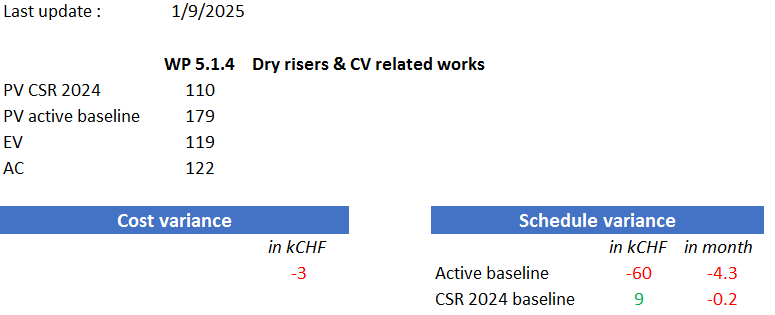 Last update : 1/9/2025
WP 5.1.4 Dry risers & CV related works
PV CSR 2024 110
PV active baseline 179
EV 119
AC 122
Cost variance Schedule variance
in kCHF in kCHF in month
-3 Active baseline -60 -4.3
CSR 2024 baseline 9 -0.2